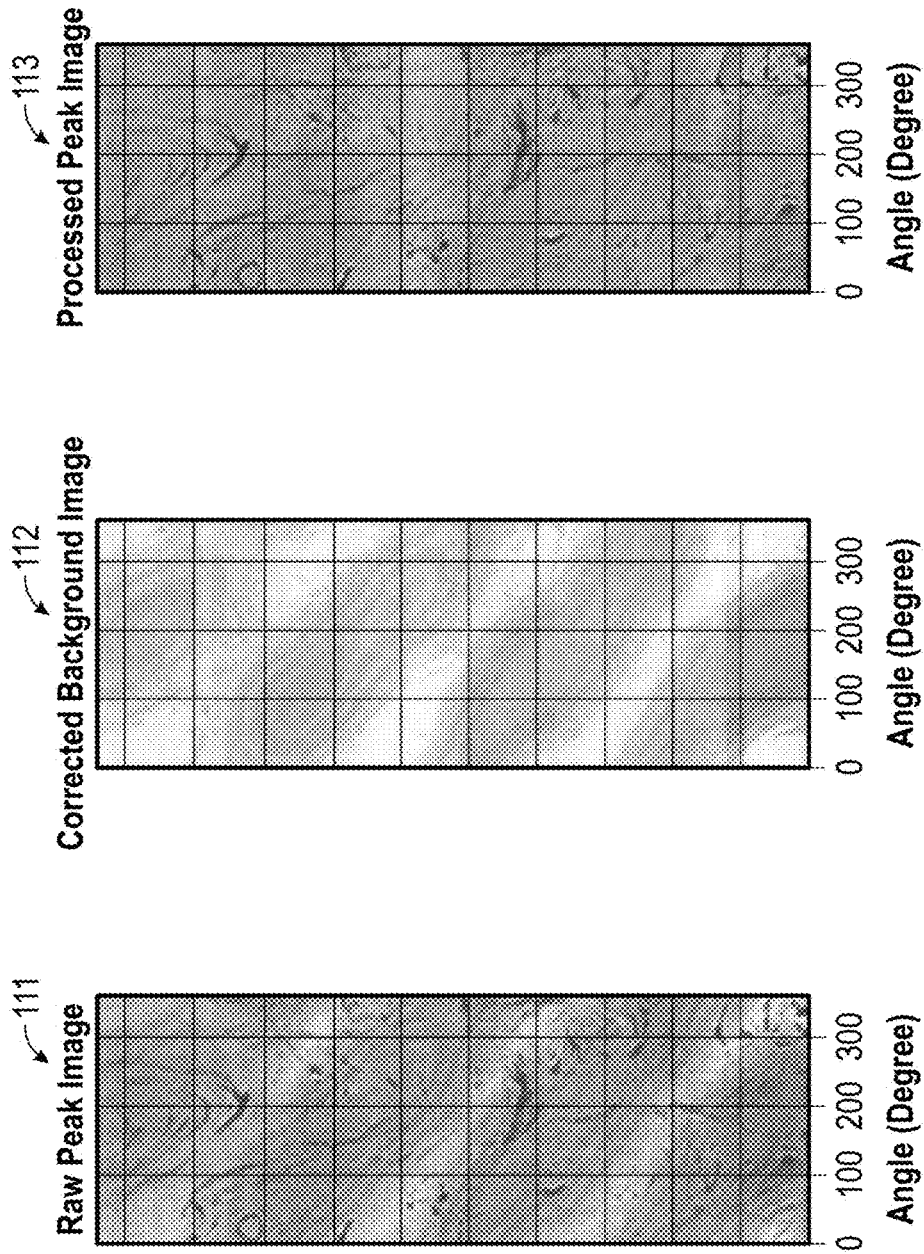 111
Raw Peak Image
0 100 200 300
Angle (Degree)
112
Corrected Background Image
0 100 200 300
Angle (Degree)
113
Processed Peak Image
0 100 200 300
Angle (Degree)